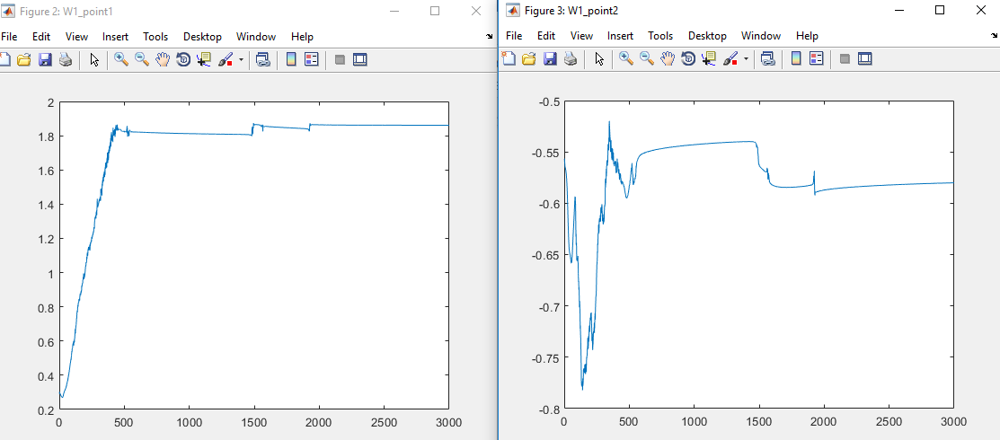 Figure 2: W1_point1
File Edit View Insert Tools Desktop Window Help
2
1.8
1.6
1.4
1.2
1
0.8
0.6
0.4
0.2
0 500 1000 1500 2000 2500 3000
Figure 3: W1_point2
File Edit View Insert Tools Desktop Window Help
-0.5
-0.55
-0.6
-0.65
-0.7
-0.75
-0.8
0 500 1000 1500 2000 2500 3000